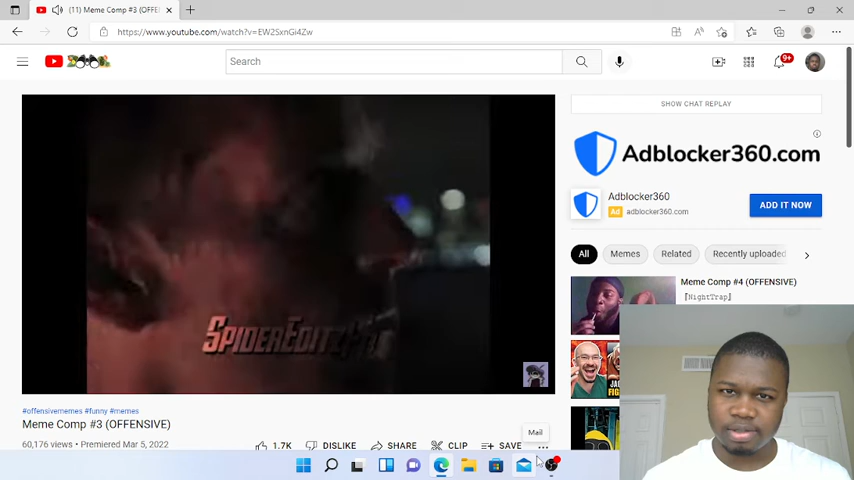 (11) Meme Comp #3 (OFFE
https://www.youtube.com/watch?v=EW2SxnGi4Zw
Search
9+
SHOW CHAT REPLAY
Adblocker360.com
Adblocker360
Ad adblocker360.com
ADD IT NOW
All
Memes
Related
Recently uploaded
Meme Comp #4 (OFFENSIVE)
『NightTrap』
#offensivememes #funny #memes
Meme Comp #3 (OFFENSIVE)
60,176 views • Premiered Mar 5, 2022
1.7K
DISLIKE
SHARE
CLIP
SAVE
Mail